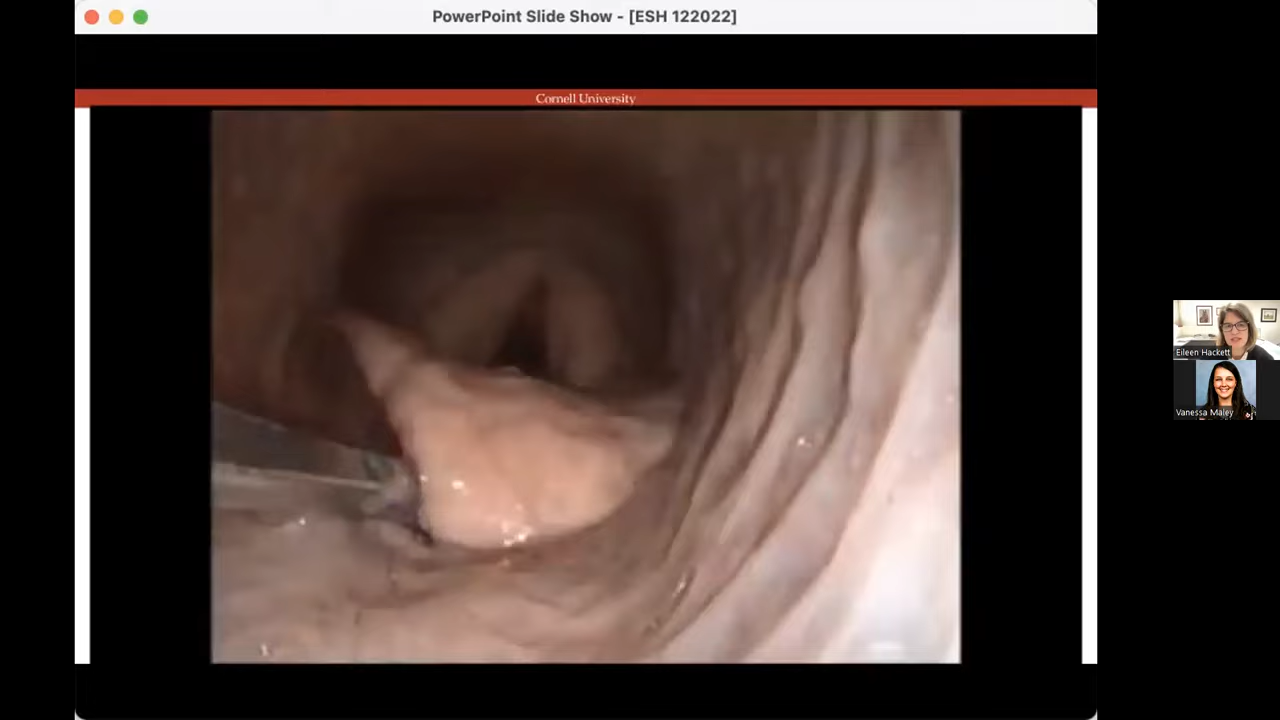 PowerPoint Slide Show - [ESH 122022]
Cornell University
Eileen Hackett
Vanessa Maley